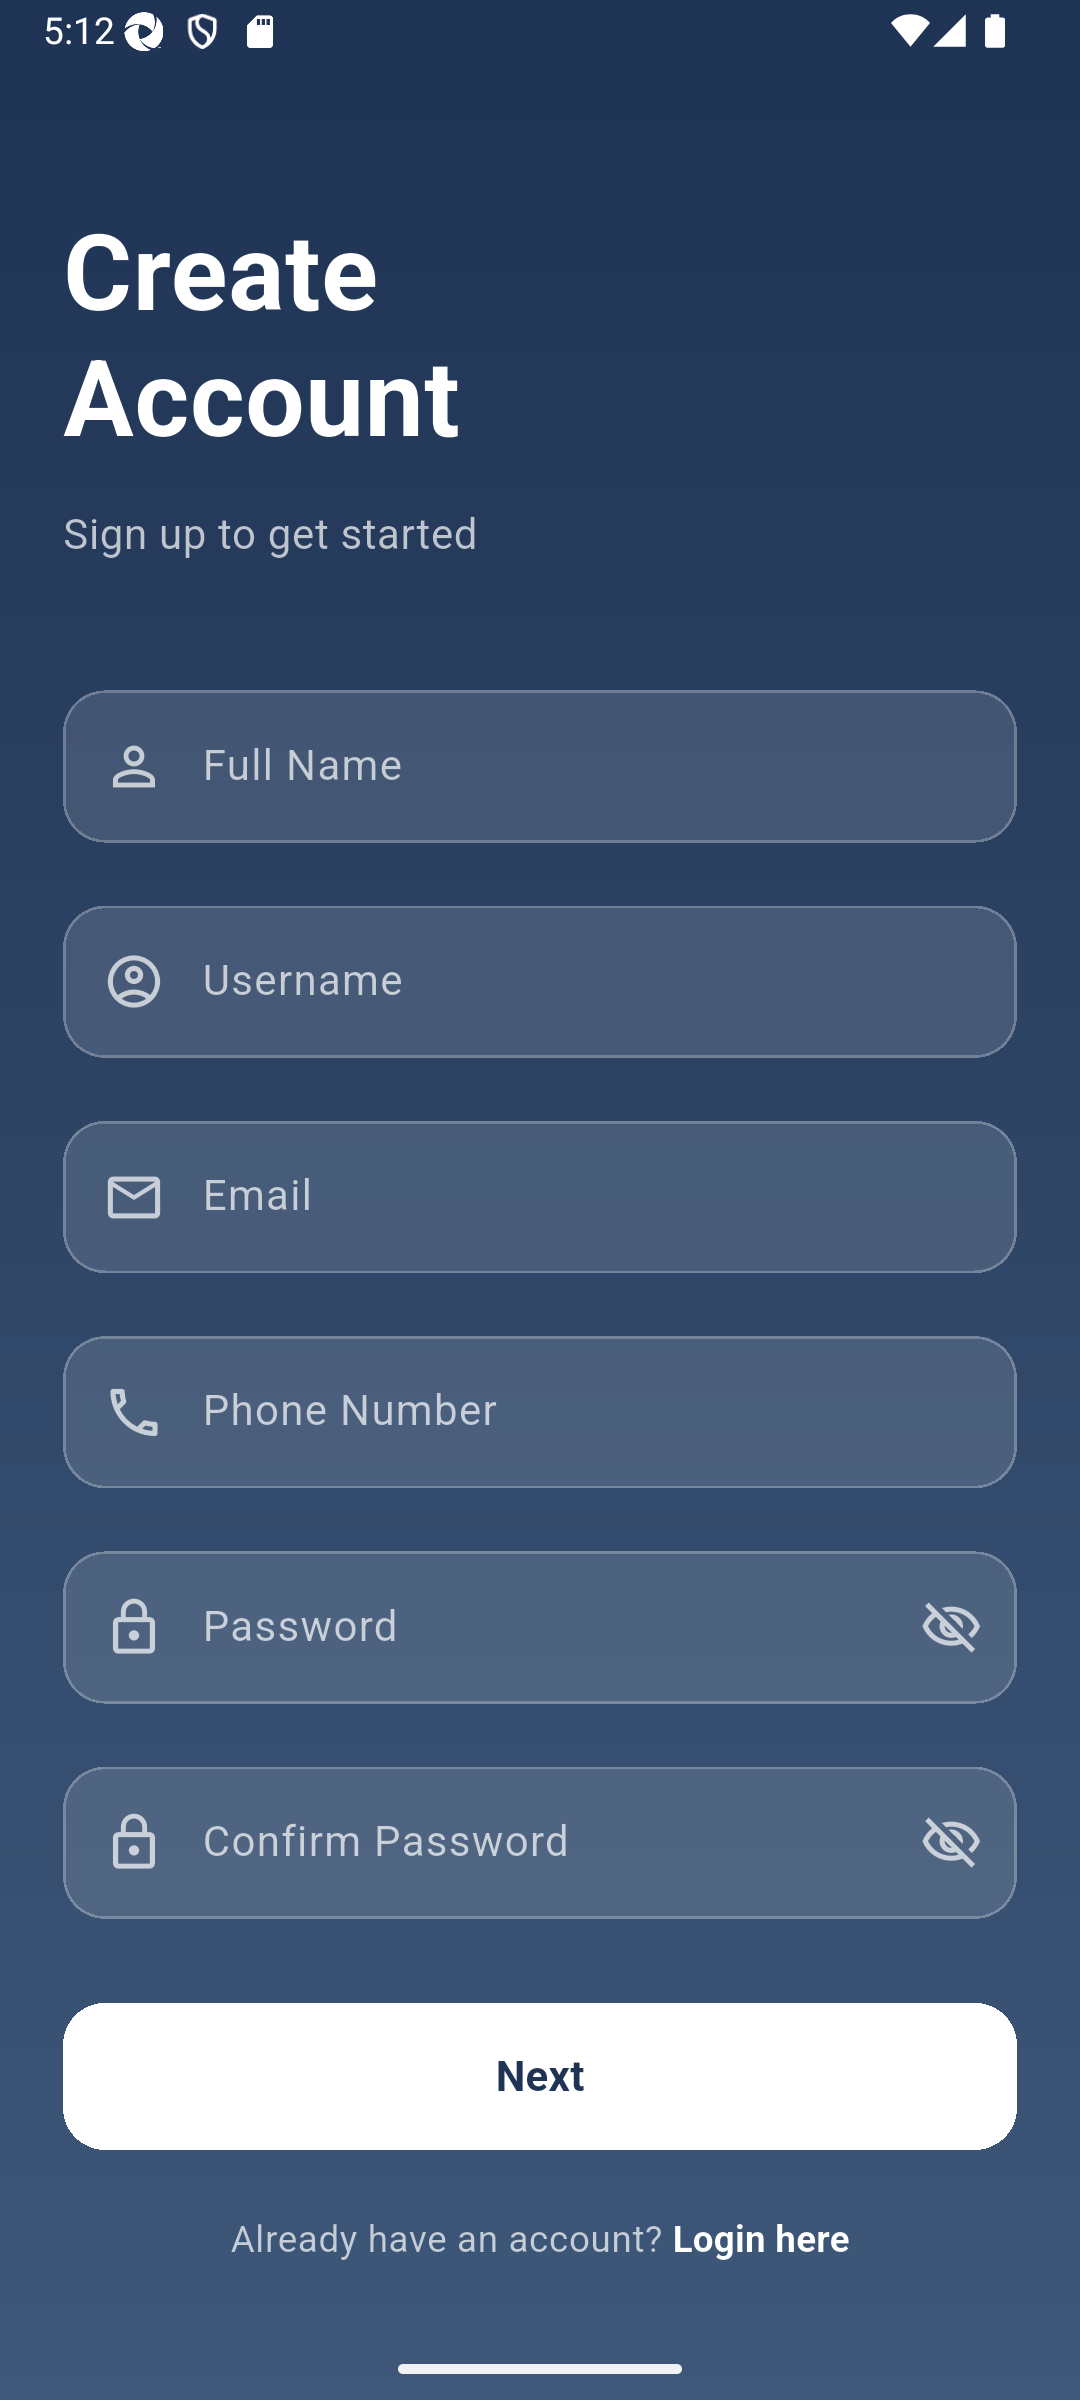 5:12
Create
Account
Sign up to get started
Full Name
Username
Email
Phone Number
Password
Confirm Password
Next
Already have an account? Login here